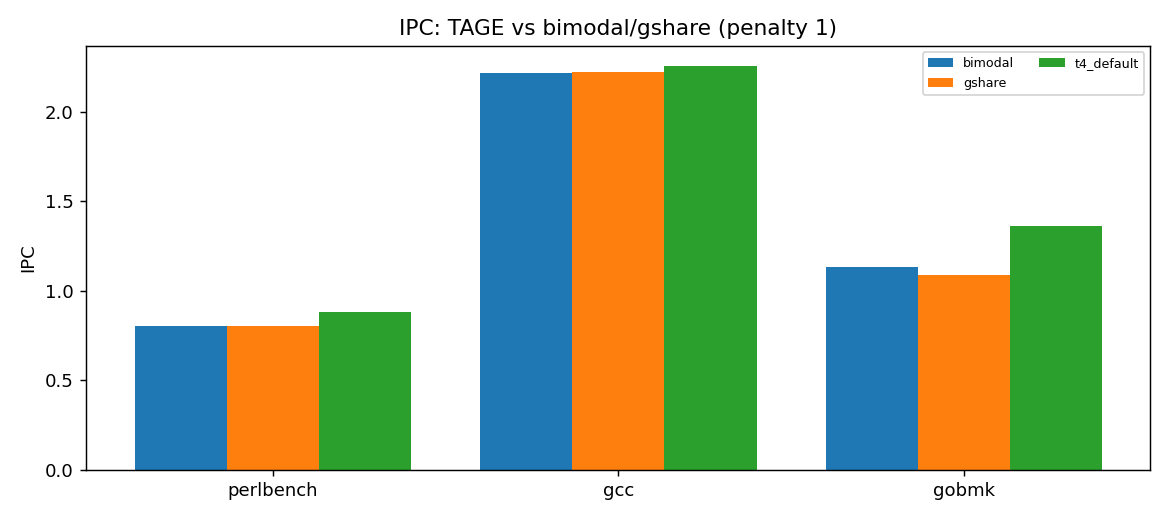 IPC: TAGE vs bimodal/gshare (penalty 1)
bimodal
gshare
t4_default
IPC
2.0
1.5
1.0
0.5
0.0
perlbench
gcc
gobmk